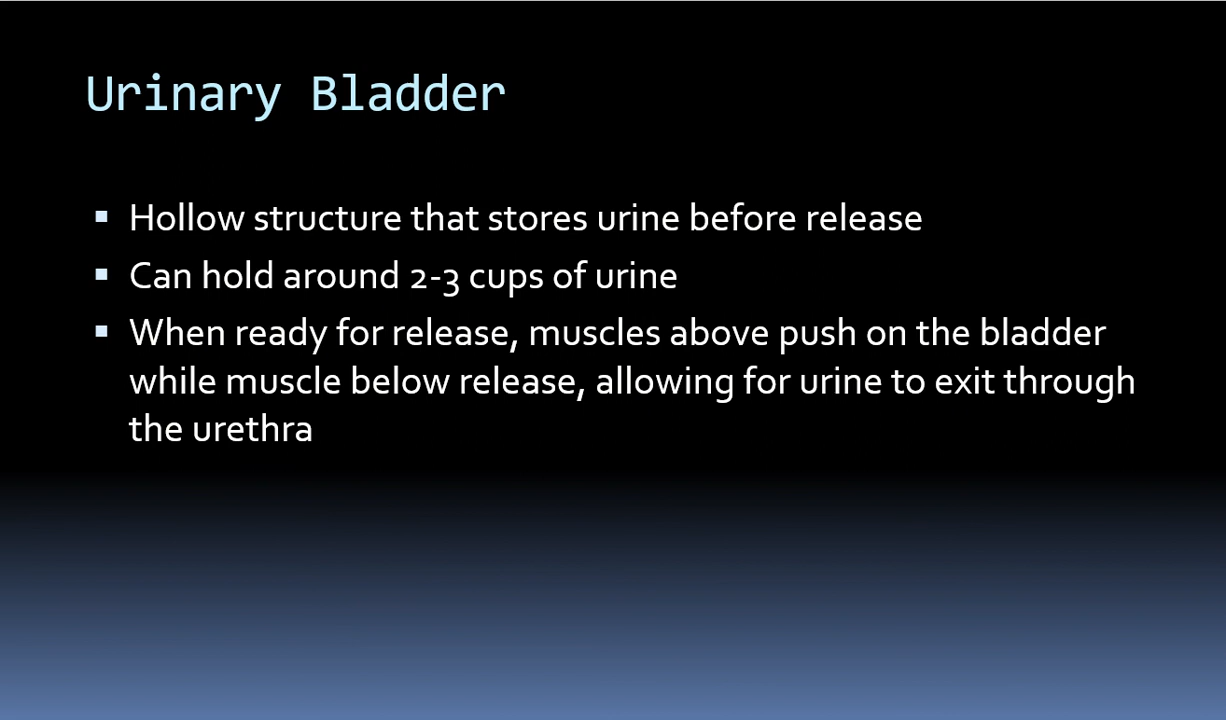 Urinary Bladder
▪ Hollow structure that stores urine before release
▪ Can hold around 2-3 cups of urine
▪ When ready for release, muscles above push on the bladder
while muscle below release, allowing for urine to exit through
the urethra